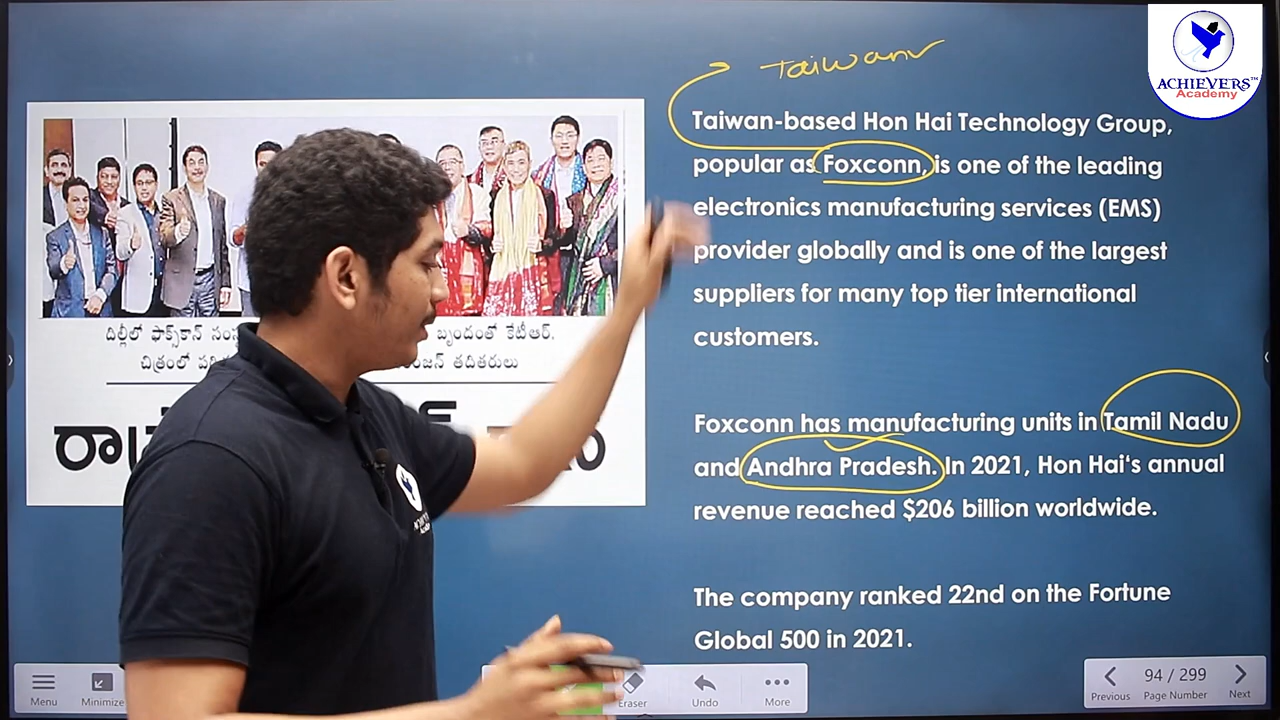 ACHIEVERS™
Academy
Taiwan
Taiwan-based Hon Hai Technology Group,
popular as Foxconn, is one of the leading
electronics manufacturing services (EMS)
provider globally and is one of the largest
suppliers for many top tier international
customers.
Foxconn has manufacturing units in Tamil Nadu
and Andhra Pradesh. In 2021, Hon Hai‘s annual
revenue reached $206 billion worldwide.
The company ranked 22nd on the Fortune
Global 500 in 2021.
దిల్లీలో ఫాక్స్‌కాన్ బృందంతో కేటీఆర్.
చిత్రంలో తదితరులు
Menu
Minimize
Eraser
Undo
More
Previous
94 / 299
Page Number
Next